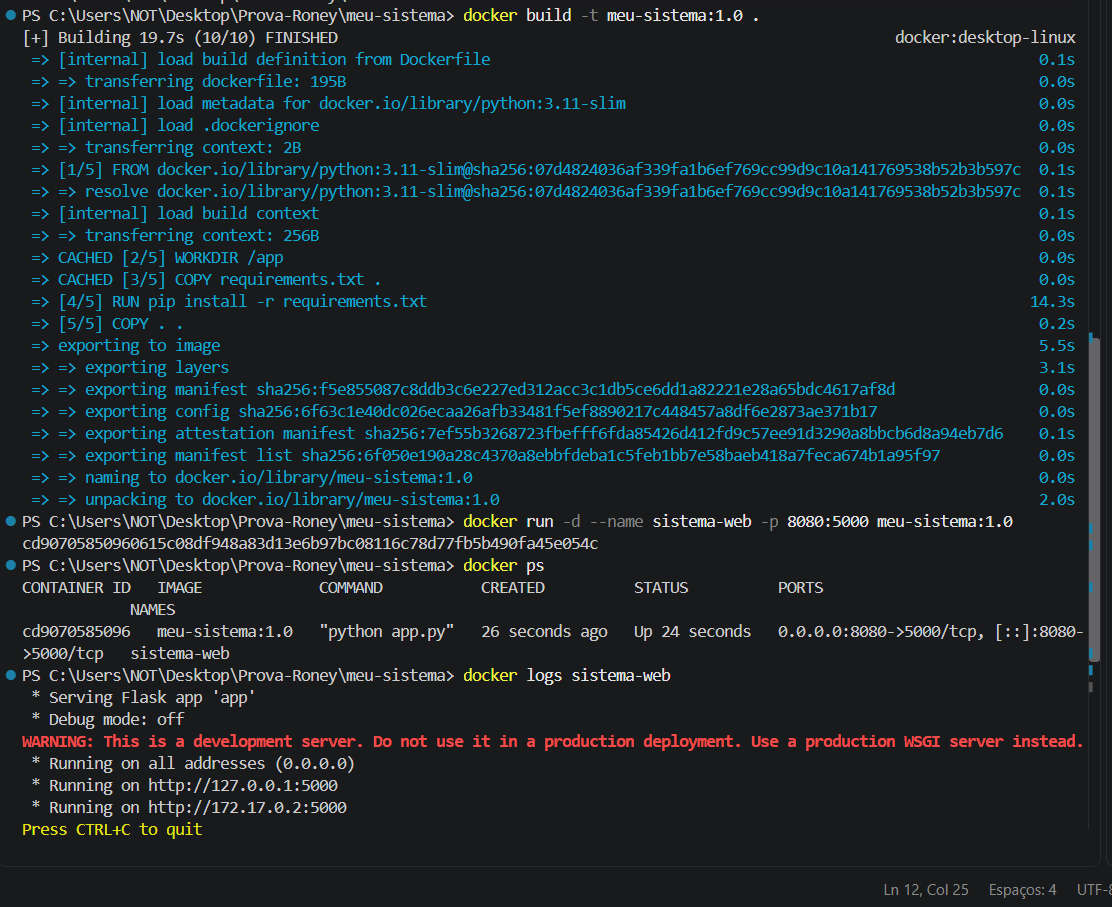 PS C:\Users\NOT\Desktop\Prova-Roney\meu-sistema> docker build -t meu-sistema:1.0 .
[+] Building 19.7s (10/10) FINISHED docker:desktop-linux
=> [internal] load build definition from Dockerfile 0.1s
=> => transferring dockerfile: 195B 0.0s
=> [internal] load metadata for docker.io/library/python:3.11-slim 0.0s
=> [internal] load .dockerignore 0.0s
=> => transferring context: 2B 0.0s
=> [1/5] FROM docker.io/library/python:3.11-slim@sha256:07d4824036af339fa1b6ef769cc99d9c10a141769538b52b3b597c 0.1s
=> => resolve docker.io/library/python:3.11-slim@sha256:07d4824036af339fa1b6ef769cc99d9c10a141769538b52b3b597c 0.1s
=> [internal] load build context 0.1s
=> => transferring context: 256B 0.0s
=> CACHED [2/5] WORKDIR /app 0.0s
=> CACHED [3/5] COPY requirements.txt . 0.0s
=> [4/5] RUN pip install -r requirements.txt 14.3s
=> [5/5] COPY . . 0.2s
=> exporting to image 5.5s
=> => exporting layers 3.1s
=> => exporting manifest sha256:f5e855087c8ddb3c6e227ed312acc3c1db5ce6dd1a82221e28a65bdc4617af8d 0.0s
=> => exporting config sha256:6f63c1e40dc026ecaa26afb33481f5ef8890217c448457a8df6e2873ae371b17 0.0s
=> => exporting attestation manifest sha256:7ef55b3268723fbefff6fda85426d412fd9c57ee91d3290a8bbcb6d8a94eb7d6 0.1s
=> => exporting manifest list sha256:6f050e190a28c4370a8ebbfdeba1c5feb1bb7e58baeb418a7feca674b1a95f97 0.0s
=> => naming to docker.io/library/meu-sistema:1.0 0.0s
=> => unpacking to docker.io/library/meu-sistema:1.0 2.0s
PS C:\Users\NOT\Desktop\Prova-Roney\meu-sistema> docker run -d --name sistema-web -p 8080:5000 meu-sistema:1.0
cd90705850960615c08df948a83d13e6b97bc08116c78d77fb5b490fa45e054c
PS C:\Users\NOT\Desktop\Prova-Roney\meu-sistema> docker ps
CONTAINER ID IMAGE COMMAND CREATED STATUS PORTS
NAMES
cd9070585096 meu-sistema:1.0 "python app.py" 26 seconds ago Up 24 seconds 0.0.0.0:8080->5000/tcp, [::]:8080-
>5000/tcp sistema-web
PS C:\Users\NOT\Desktop\Prova-Roney\meu-sistema> docker logs sistema-web
* Serving Flask app 'app'
* Debug mode: off
WARNING: This is a development server. Do not use it in a production deployment. Use a production WSGI server instead.
* Running on all addresses (0.0.0.0)
* Running on http://127.0.0.1:5000
* Running on http://172.17.0.2:5000
Press CTRL+C to quit
Ln 12, Col 25 Espaços: 4 UTF-8